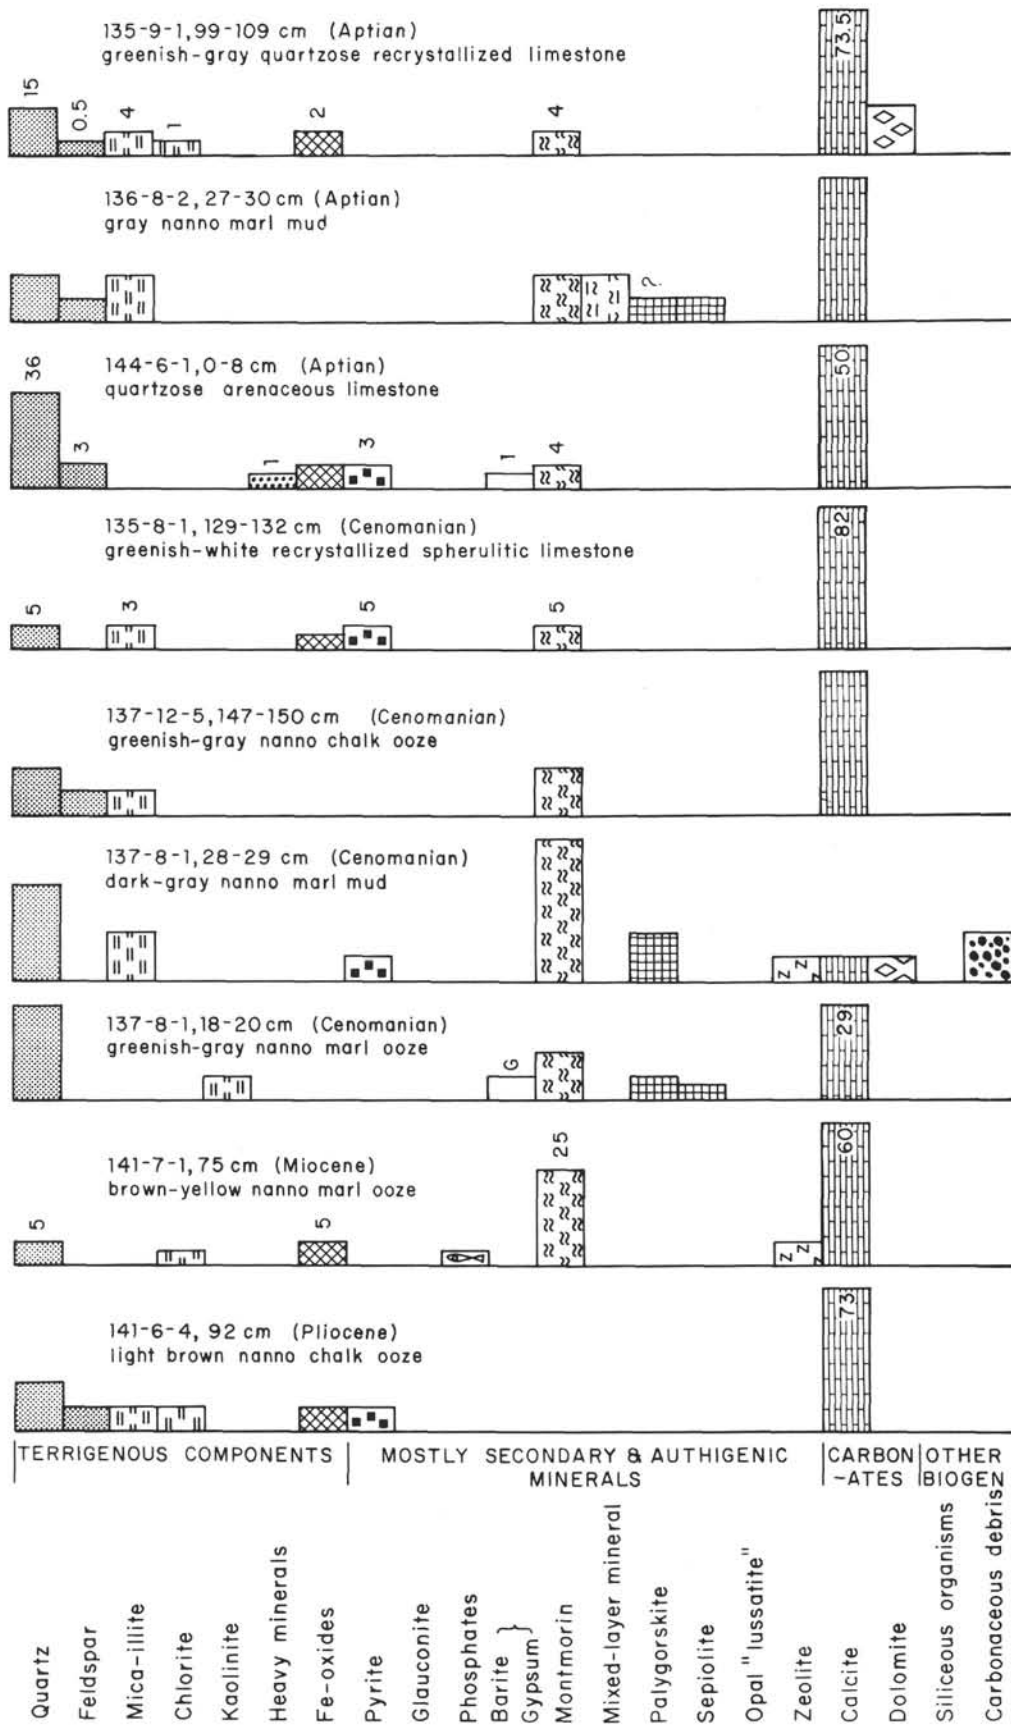 135-9-1,99-109 cm (Aptian)
greenish-gray quartzose recrystallized limestone
15
0.5
4
1
2
4
73.5
136-8-2, 27-30 cm (Aptian)
gray nanno marl mud
?
144-6-1,0-8 cm (Aptian)
quartzose arenaceous limestone
36
3
1
3
1
4
50
135-8-1, 129-132 cm (Cenomanian)
greenish-white recrystallized spherulitic limestone
5
3
5
5
82
137-12-5,147-150 cm (Cenomanian)
greenish-gray nanno chalk ooze
137-8-1,28-29 cm (Cenomanian)
dark-gray nanno marl mud
Z Z Z
137-8-1,18-20cm (Cenomanian)
greenish-gray nanno marl ooze
G
29
141-7-1, 75 cm (Miocene)
brown-yellow nanno marl ooze
5
5
25
Z Z Z
60
141-6-4, 92 cm (Pliocene)
light brown nanno chalk ooze
73
TERRIGENOUS COMPONENTS
MOSTLY SECONDARY & AUTHIGENIC
MINERALS
CARBON
-ATES
OTHER
BIOGEN
Quartz
Feldspar
Mica-illite
Chlorite
Kaolinite
Heavy minerals
Fe-oxides
Pyrite
Glauconite
Phosphates
Barite }
Gypsum
Montmorin
Mixed-layer mineral
Palygorskite
Sepiolite
Opal "lussatite"
Zeolite
Calcite
Dolomite
Siliceous organisms
Carbonaceous debris